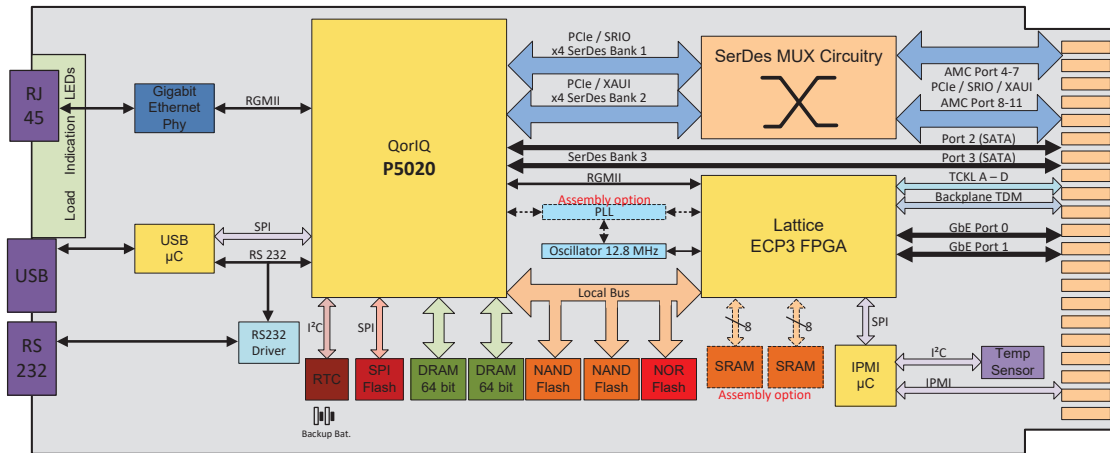 PCIe / SRIO
x4 SerDes Bank 1
PCIe / XAUI
x4 SerDes Bank 2
SerDes MUX Circuitry
AMC Port 4-7
PCIe / SRIO / XAUI
AMC Port 8-11
RJ
45
Load Indication LEDs
Gigabit
Ethernet
Phy
RGMII
QorIQ
P5020
Port 2 (SATA)
SerDes Bank 3
Port 3 (SATA)
RGMII
Assembly option
PLL
Oscillator 12.8 MHz
Lattice
ECP3 FPGA
TCKL A – D
Backplane TDM
GbE Port 0
GbE Port 1
USB
USB
µC
SPI
RS 232
Local Bus
RS
232
RS232
Driver
I²C
SPI
8
8
SPI
RTC
SPI
Flash
DRAM
64 bit
DRAM
64 bit
NAND
Flash
NAND
Flash
NOR
Flash
SRAM
SRAM
Assembly option
IPMI
µC
I²C
Temp
Sensor
IPMI
Backup Bat.